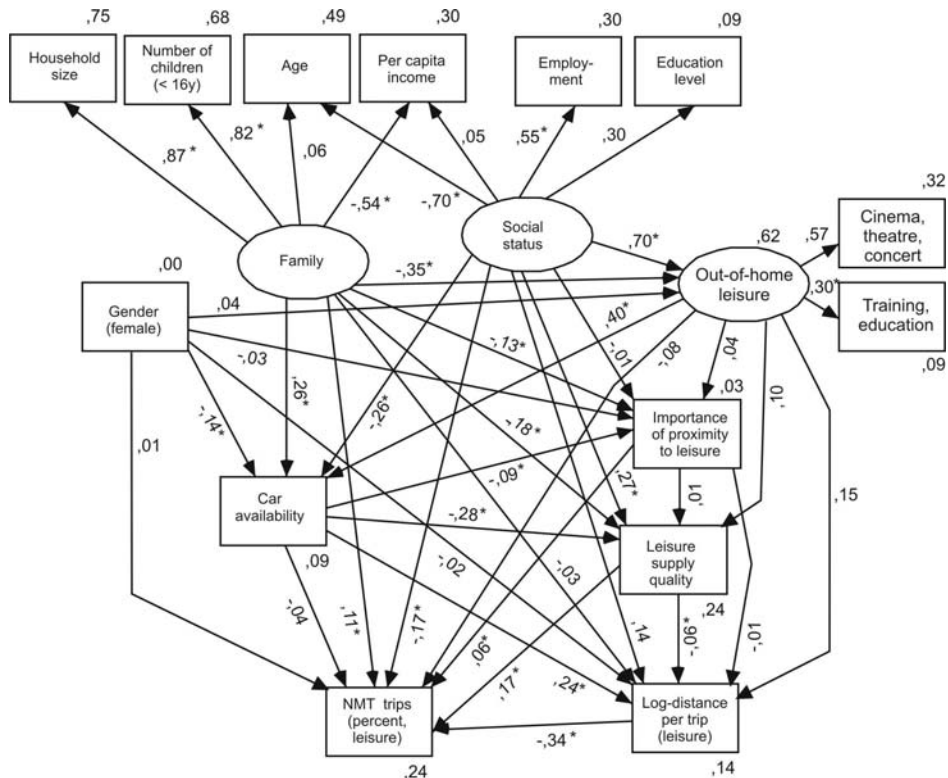 ,75
,68
,49
,30
,30
,09
Household
size
Number of
children
(< 16y)
Age
Per capita
income
Employ-
ment
Education
level
,87*
,82*
,06
-,54*
-,70*
,05
,55*
,30
,32
Cinema,
theatre,
concert
,57
Family
Social
status
,70*
,62
Out-of-home
leisure
,30*
Training,
education
,09
,00
Gender
(female)
,04
-,35*
-,03
-,13*
,40*
-,01
-,08
,04
,10
,03
Importance
of proximity
to leisure
-,14*
,26*
-,26*
-,18*
,01
Car
availability
,09
-,09*
-,28*
,27*
,01
,15
Leisure
supply
quality
,24
-,02
-,03
-,04
,11*
-,17*
,06*
,17*
,24*
,14
-,06*
-,01
NMT trips
(percent,
leisure)
,24
-,34*
Log-distance
per trip
(leisure)
,14